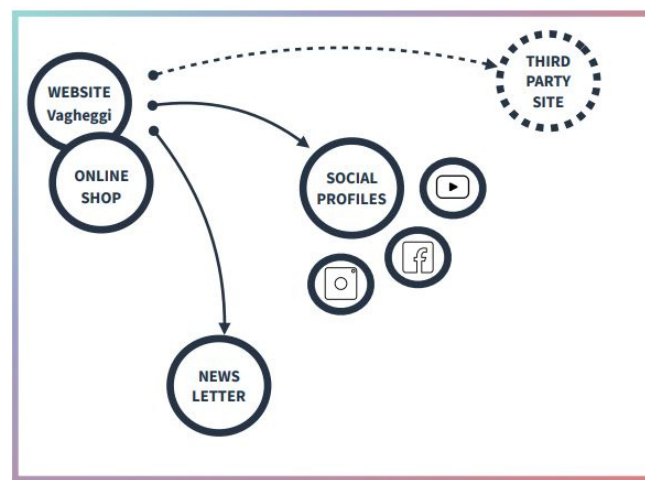 WEBSITE
Vagheggi
ONLINE
SHOP
THIRD
PARTY
SITE
SOCIAL
PROFILES
NEWS
LETTER